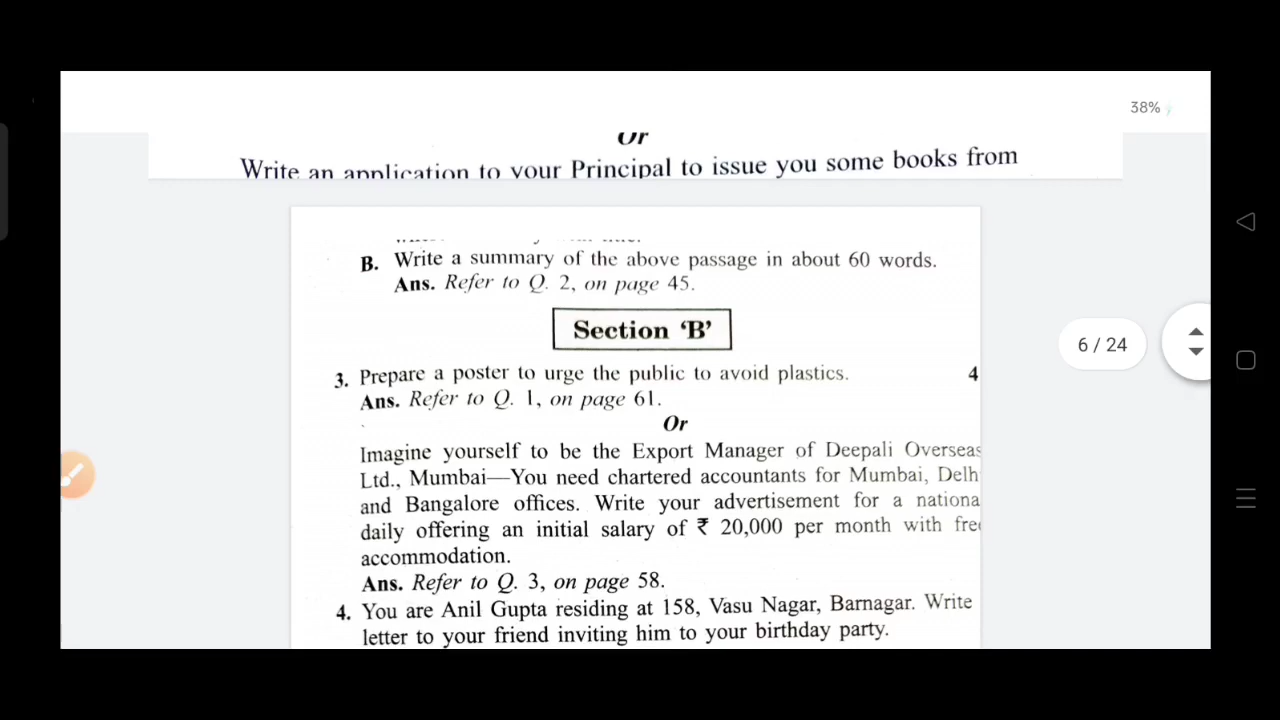 38%
Or
Write an application to your Principal to issue you some books from
B. Write a summary of the above passage in about 60 words.
Ans. Refer to Q. 2, on page 45.
Section ‘B’
6 / 24
3. Prepare a poster to urge the public to avoid plastics. 4
Ans. Refer to Q. 1, on page 61.
Or
Imagine yourself to be the Export Manager of Deepali Overseas
Ltd., Mumbai—You need chartered accountants for Mumbai, Delh
and Bangalore offices. Write your advertisement for a nationa
daily offering an initial salary of ₹ 20,000 per month with free
accommodation.
Ans. Refer to Q. 3, on page 58.
4. You are Anil Gupta residing at 158, Vasu Nagar, Barnagar. Write
letter to your friend inviting him to your birthday party.